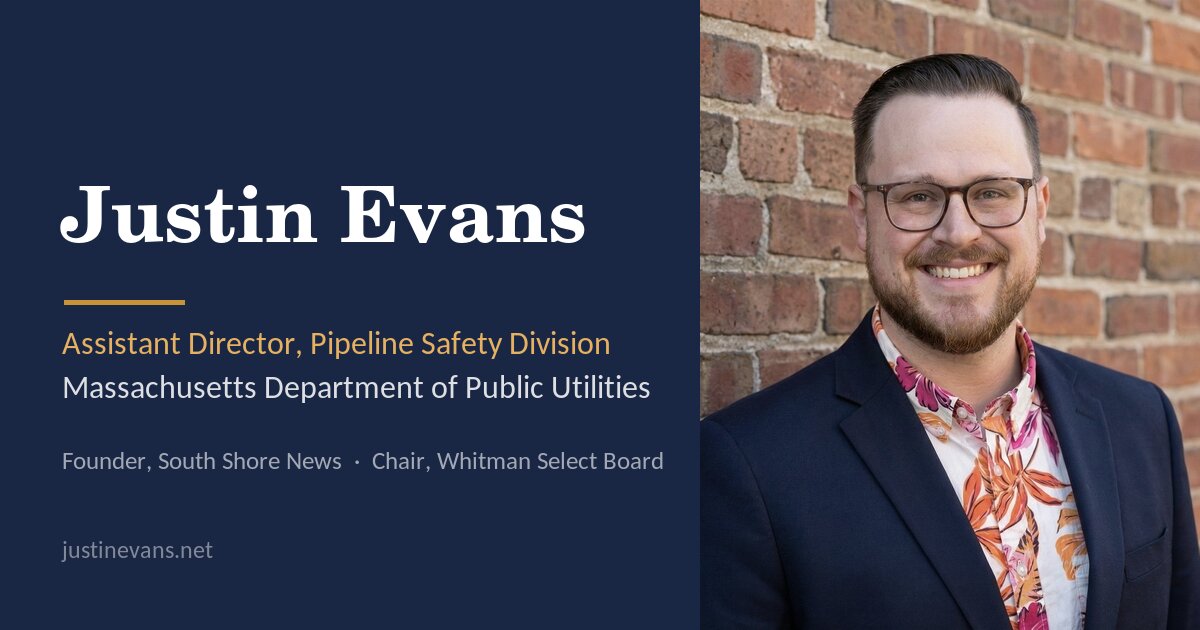 Justin Evans
Assistant Director, Pipeline Safety Division
Massachusetts Department of Public Utilities
Founder, South Shore News · Chair, Whitman Select Board
justinevans.net